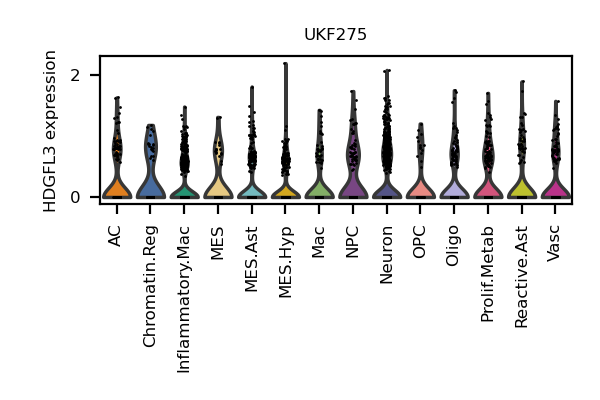 UKF275
HDGFL3 expression
2
0
AC
Chromatin.Reg
Inflammatory.Mac
MES
MES.Ast
MES.Hyp
Mac
NPC
Neuron
OPC
Oligo
Prolif.Metab
Reactive.Ast
Vasc